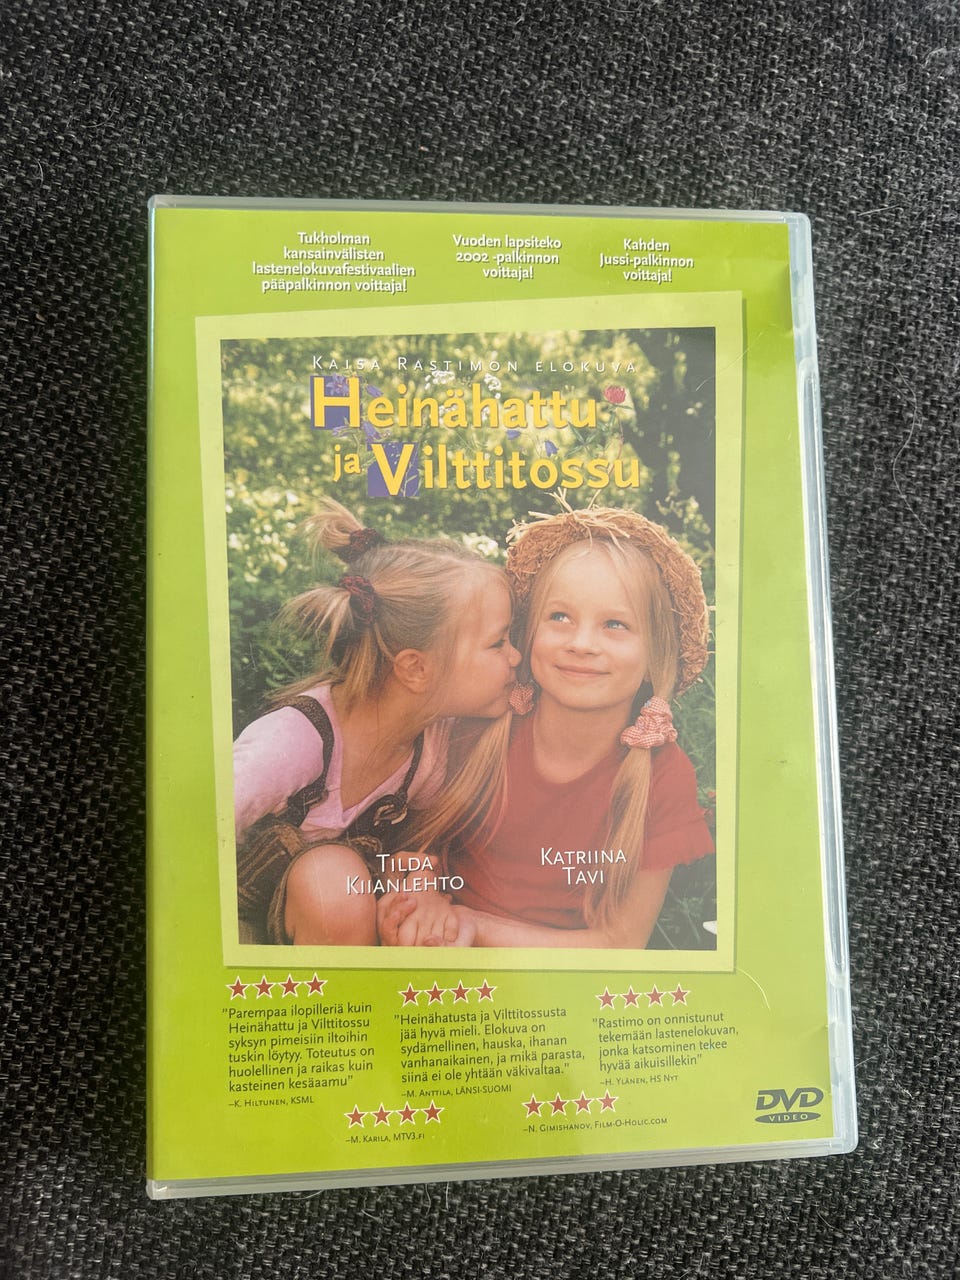 Tukholman
kansainvälisten
lastenelokuvafestivaalien
pääpalkinnon voittaja!
Vuoden lapsiteko
2002 -palkinnon
voittaja!
Kahden
Jussi-palkinnon
voittaja!
Kaisa Rastimon elokuva
Heinähattu
ja Vilttitossu
Tilda
Kiianlehto
Katriina
Tavi
"Parempaa ilopilleriä kuin
Heinähattu ja Vilttitossu
syksyn pimeisiin iltoihin
tuskin löytyy. Toteutus on
huolellinen ja raikas kuin
kasteinen kesäaamu"
–K. Hiltunen, KSML
"Heinähatusta ja Vilttitossusta
jää hyvä mieli. Elokuva on
sydämellinen, hauska, ihanan
vanhanaikainen, ja mikä parasta,
siinä ei ole yhtään väkivaltaa."
–M. Anttila, Länsi-Suomi
"Rastimo on onnistunut
tekemään lastenelokuvan,
jonka katsominen tekee
hyvää aikuisillekin"
–H. Ylänen, HS Nyt
–M. Karila, MTV3.fi
–N. Gimishanov, Film-O-Holic.com
DVD
VIDEO